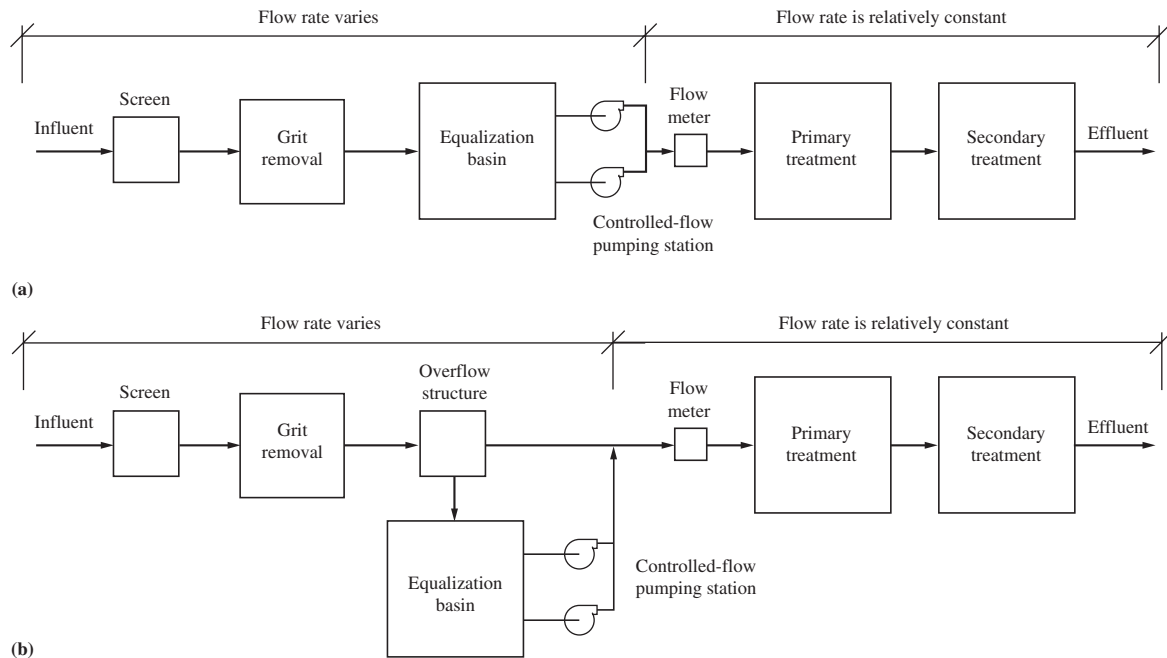 Flow rate varies
Flow rate is relatively constant
Influent
Screen
Grit
removal
Equalization
basin
Controlled-flow
pumping station
Flow
meter
Primary
treatment
Secondary
treatment
Effluent
(a)
Flow rate varies
Flow rate is relatively constant
Influent
Screen
Grit
removal
Overflow
structure
Equalization
basin
Controlled-flow
pumping station
Flow
meter
Primary
treatment
Secondary
treatment
Effluent
(b)